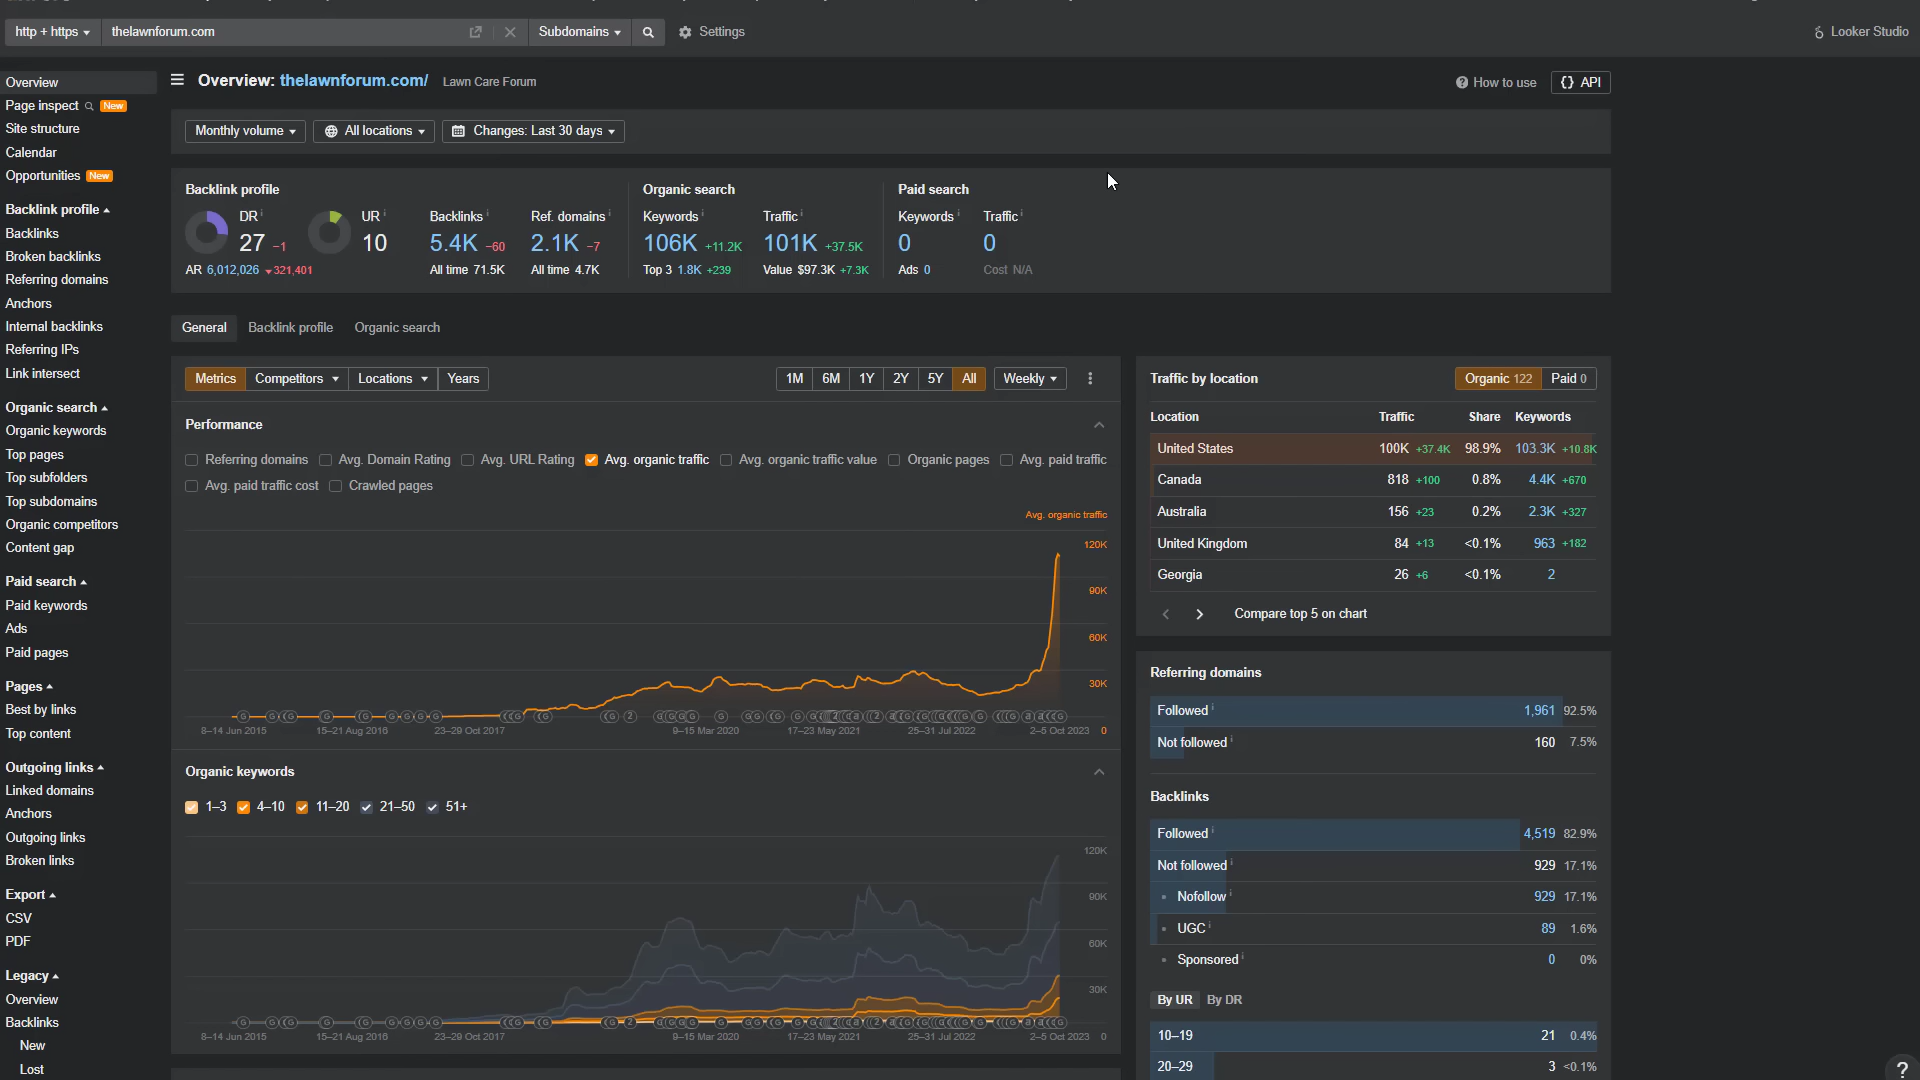 http + https
thelawnforum.com
Subdomains
Settings
Looker Studio
Overview
Page inspect New
Site structure
Calendar
Opportunities New
Backlink profile
Backlinks
Broken backlinks
Referring domains
Anchors
Internal backlinks
Referring IPs
Link intersect
Organic search
Organic keywords
Top pages
Top subfolders
Top subdomains
Organic competitors
Content gap
Paid search
Paid keywords
Ads
Paid pages
Pages
Best by links
Top content
Outgoing links
Linked domains
Anchors
Outgoing links
Broken links
Export
CSV
PDF
Legacy
Overview
Backlinks
New
Lost
Overview: thelawnforum.com/ Lawn Care Forum
How to use
{} API
Monthly volume
All locations
Changes: Last 30 days
Backlink profile
DR
27 -1
AR 6,012,026 321,401
UR
10
Backlinks
5.4K -60
All time 71.5K
Ref. domains
2.1K -7
All time 4.7K
Organic search
Keywords
106K +11.2K
Top 3 1.8K +239
Traffic
101K +37.5K
Value $97.3K +7.3K
Paid search
Keywords
0
Ads 0
Traffic
0
Cost N/A
General Backlink profile Organic search
Metrics Competitors Locations Years
1M 6M 1Y 2Y 5Y All
Weekly
Performance
Referring domains Avg. Domain Rating Avg. URL Rating Avg. organic traffic Avg. organic traffic value Organic pages Avg. paid traffic
Avg. paid traffic cost Crawled pages
Avg. organic traffic
120K
90K
60K
30K
0
8–14 Jun 2015 15–21 Aug 2016 23–29 Oct 2017 9–15 Mar 2020 17–23 May 2021 25–31 Jul 2022 2–5 Oct 2023
Organic keywords
1–3 4–10 11–20 21–50 51+
120K
90K
60K
30K
0
8–14 Jun 2015 15–21 Aug 2016 23–29 Oct 2017 9–15 Mar 2020 17–23 May 2021 25–31 Jul 2022 2–5 Oct 2023
Traffic by location
Organic 122 Paid 0
Location Traffic Share Keywords
United States 100K +37.4K 98.9% 103.3K +10.8K
Canada 818 +100 0.8% 4.4K +670
Australia 156 +23 0.2% 2.3K +327
United Kingdom 84 +13 <0.1% 963 +182
Georgia 26 +6 <0.1% 2
Compare top 5 on chart
Referring domains
Followed 1,961 92.5%
Not followed 160 7.5%
Backlinks
Followed 4,519 82.9%
Not followed 929 17.1%
Nofollow 929 17.1%
UGC 89 1.6%
Sponsored 0 0%
By UR By DR
10–19 21 0.4%
20–29 3 <0.1%
?